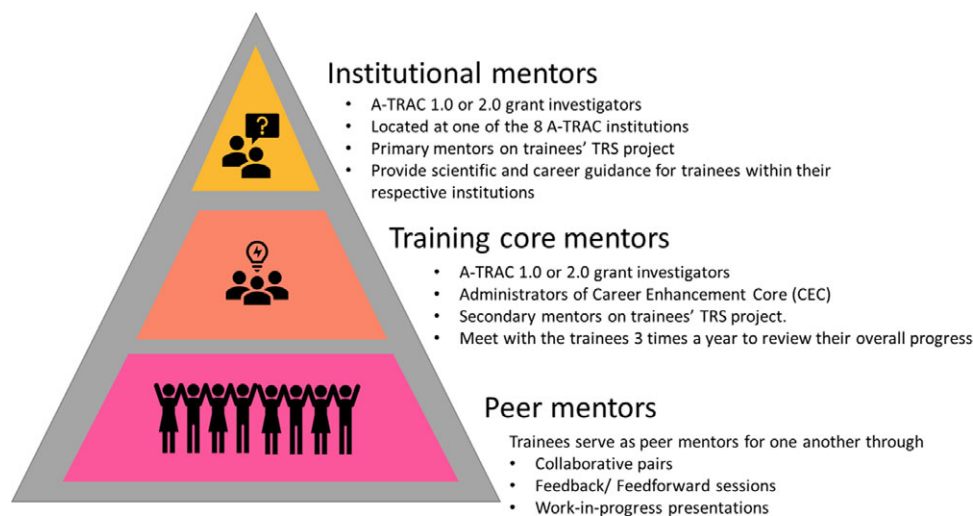 ?
Institutional mentors
• A-TRAC 1.0 or 2.0 grant investigators
• Located at one of the 8 A-TRAC institutions
• Primary mentors on trainees’ TRS project
• Provide scientific and career guidance for trainees within their
respective institutions
Training core mentors
• A-TRAC 1.0 or 2.0 grant investigators
• Administrators of Career Enhancement Core (CEC)
• Secondary mentors on trainees’ TRS project.
• Meet with the trainees 3 times a year to review their overall progress
Peer mentors
Trainees serve as peer mentors for one another through
• Collaborative pairs
• Feedback/ Feedforward sessions
• Work-in-progress presentations